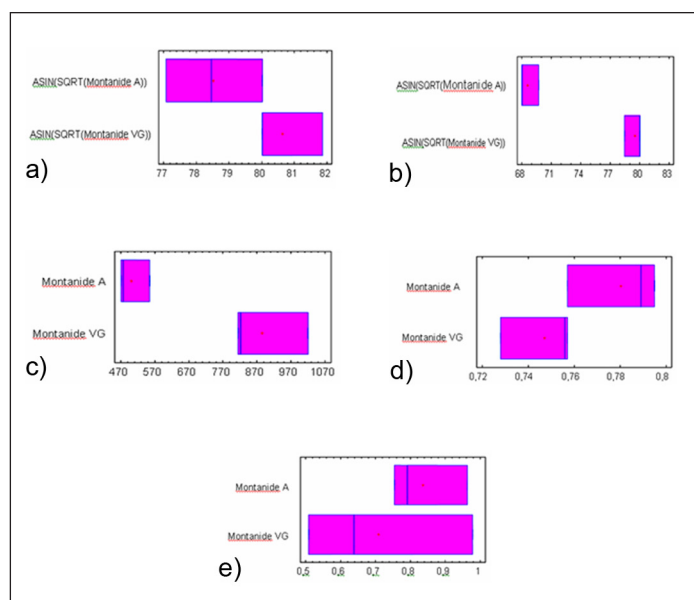 ASIN(SQRT(Montanide A))
ASIN(SQRT(Montanide VG))
77 78 79 80 81 82
a)
ASIN(SQRT(Montanide A))
ASIN(SQRT(Montanide VG))
68 71 74 77 80 83
b)
Montanide A
Montanide VG
470 570 670 770 870 970 1070
c)
Montanide A
Montanide VG
0,72 0,74 0,76 0,78 0,8
d)
Montanide A
Montanide VG
0,5 0,6 0,7 0,8 0,9 1
e)